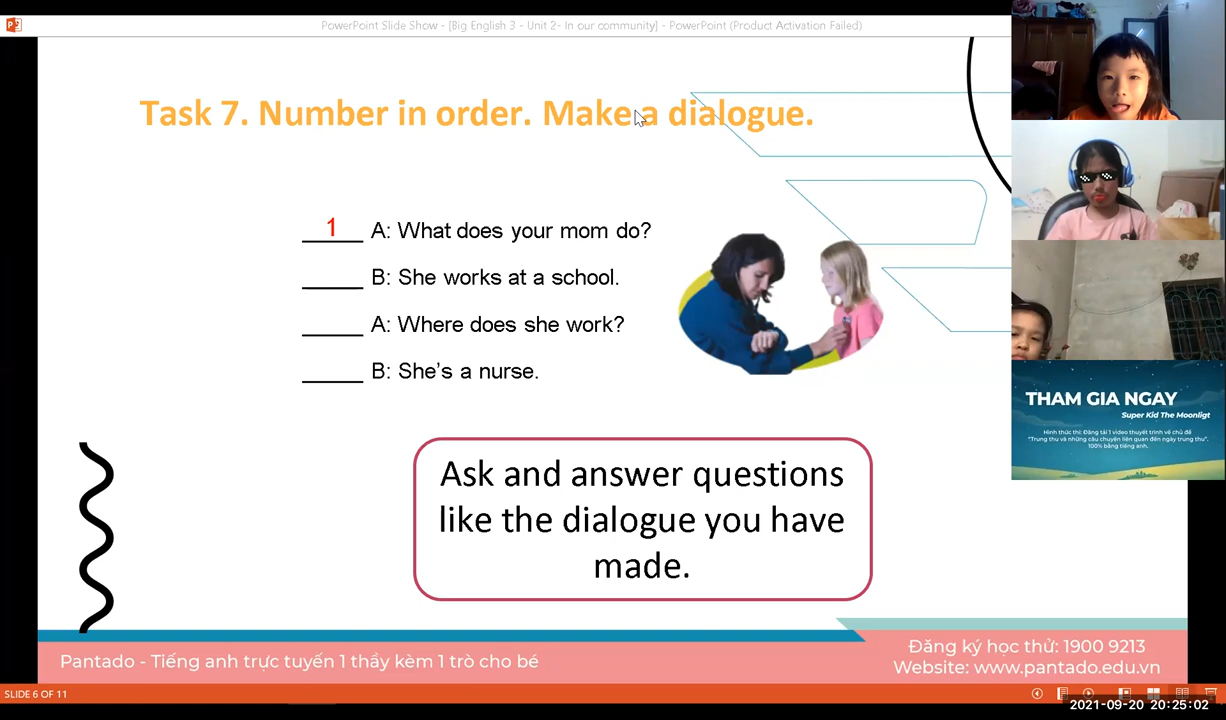 PowerPoint Slide Show - [Big English 3 - Unit 2- In our community] - PowerPoint (Product Activation Failed)
Task 7. Number in order. Make a dialogue.
1 A: What does your mom do?
____ B: She works at a school.
____ A: Where does she work?
____ B: She's a nurse.
Ask and answer questions
like the dialogue you have
made.
THAM GIA NGAY
Super Kid The Moonligt
Hình thức thi: Đăng tải 1 video thuyết trình về chủ đề
"Trung thu và những câu chuyện liên quan đến ngày trung thu".
100% bằng tiếng anh.
Pantado - Tiếng anh trực tuyến 1 thầy kèm 1 trò cho bé
Đăng ký học thử: 1900 9213
Website: www.pantado.edu.vn
SLIDE 6 OF 11
2021-09-20 20:25:02